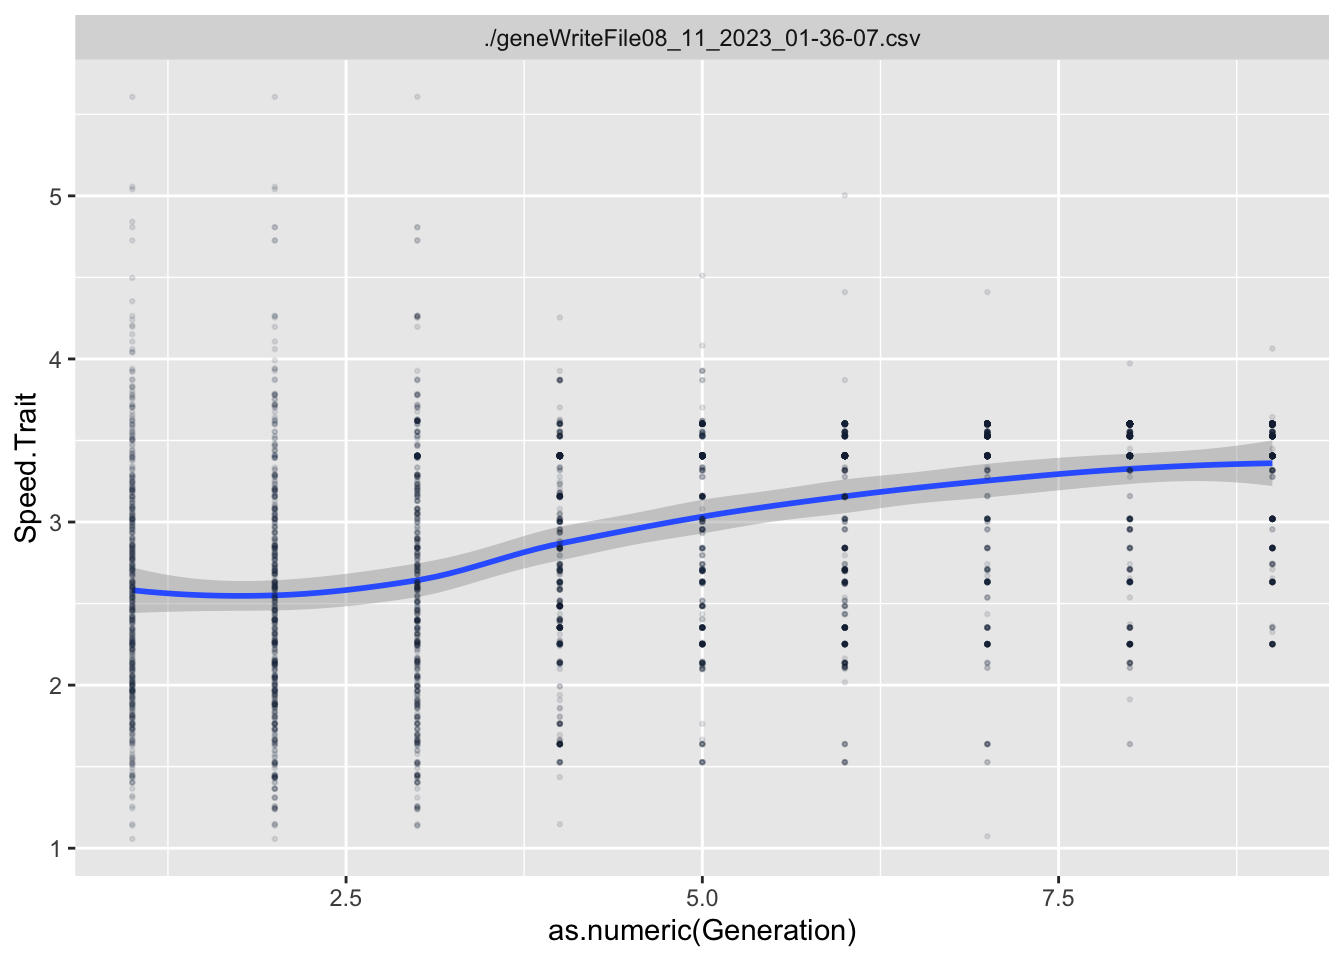 ./geneWriteFile08_11_2023_01-36-07.csv
5
4
3
2
1
Speed.Trait
2.5 5.0 7.5
as.numeric(Generation)